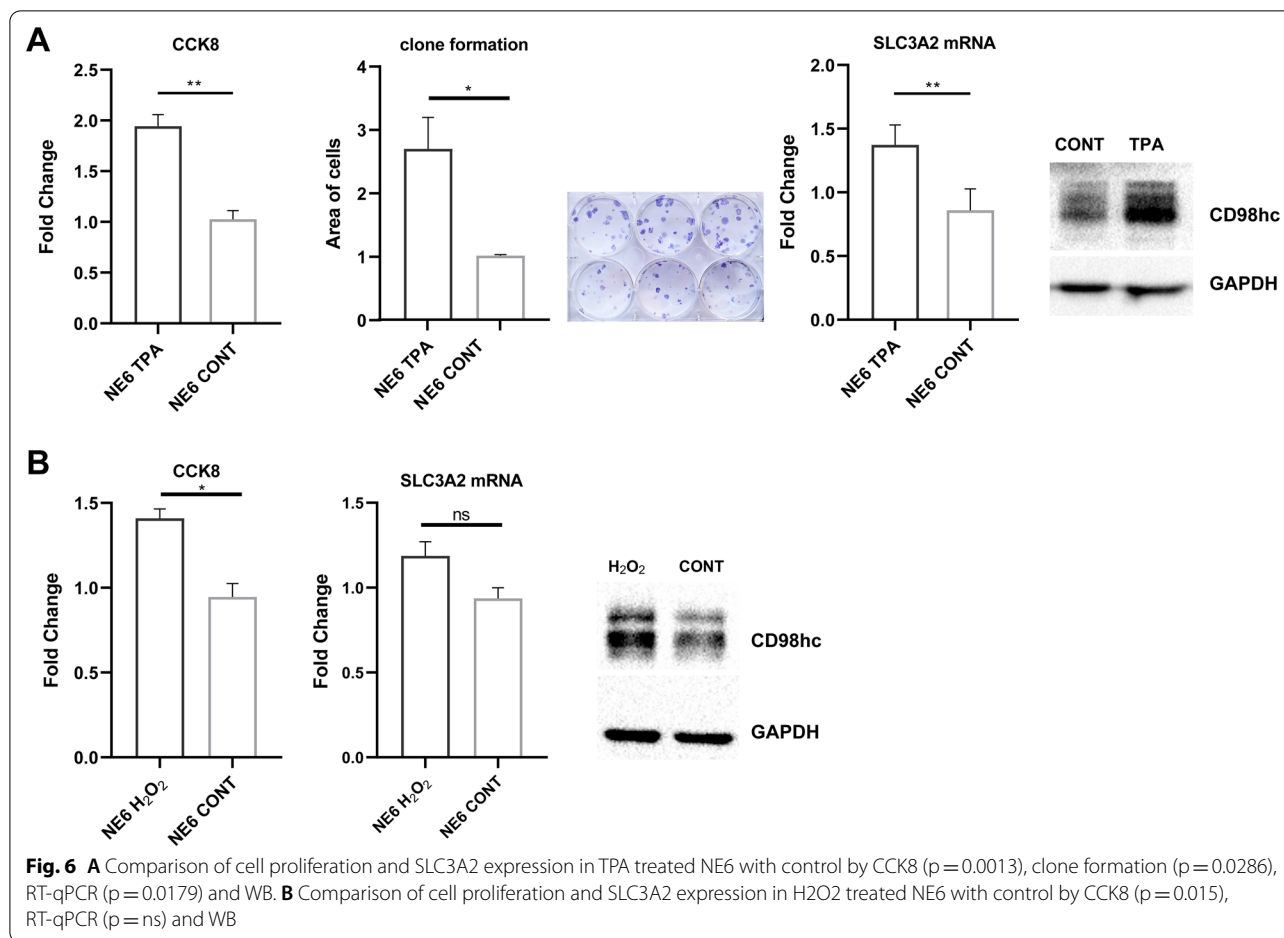 A
CCK8
Fold Change
2.5
2.0
1.5
1.0
0.5
0.0
**
NE6 TPA
NE6 CONT
clone formation
Area of cells
4
3
2
1
0
*
NE6 TPA
NE6 CONT
SLC3A2 mRNA
Fold Change
2.0
1.5
1.0
0.5
0.0
**
NE6 TPA
NE6 CONT
CONT TPA
CD98hc
GAPDH
B
CCK8
Fold Change
1.5
1.0
0.5
0.0
*
NE6 H₂O₂
NE6 CONT
SLC3A2 mRNA
Fold Change
1.5
1.0
0.5
0.0
ns
NE6 H₂O₂
NE6 CONT
H₂O₂ CONT
CD98hc
GAPDH
Fig. 6 A Comparison of cell proliferation and SLC3A2 expression in TPA treated NE6 with control by CCK8 (p = 0.0013), clone formation (p = 0.0286),
RT-qPCR (p = 0.0179) and WB. B Comparison of cell proliferation and SLC3A2 expression in H2O2 treated NE6 with control by CCK8 (p = 0.015),
RT-qPCR (p = ns) and WB